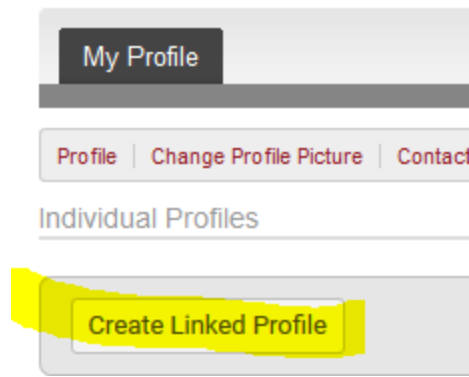 My Profile
Profile | Change Profile Picture | Contact
Individual Profiles
Create Linked Profile